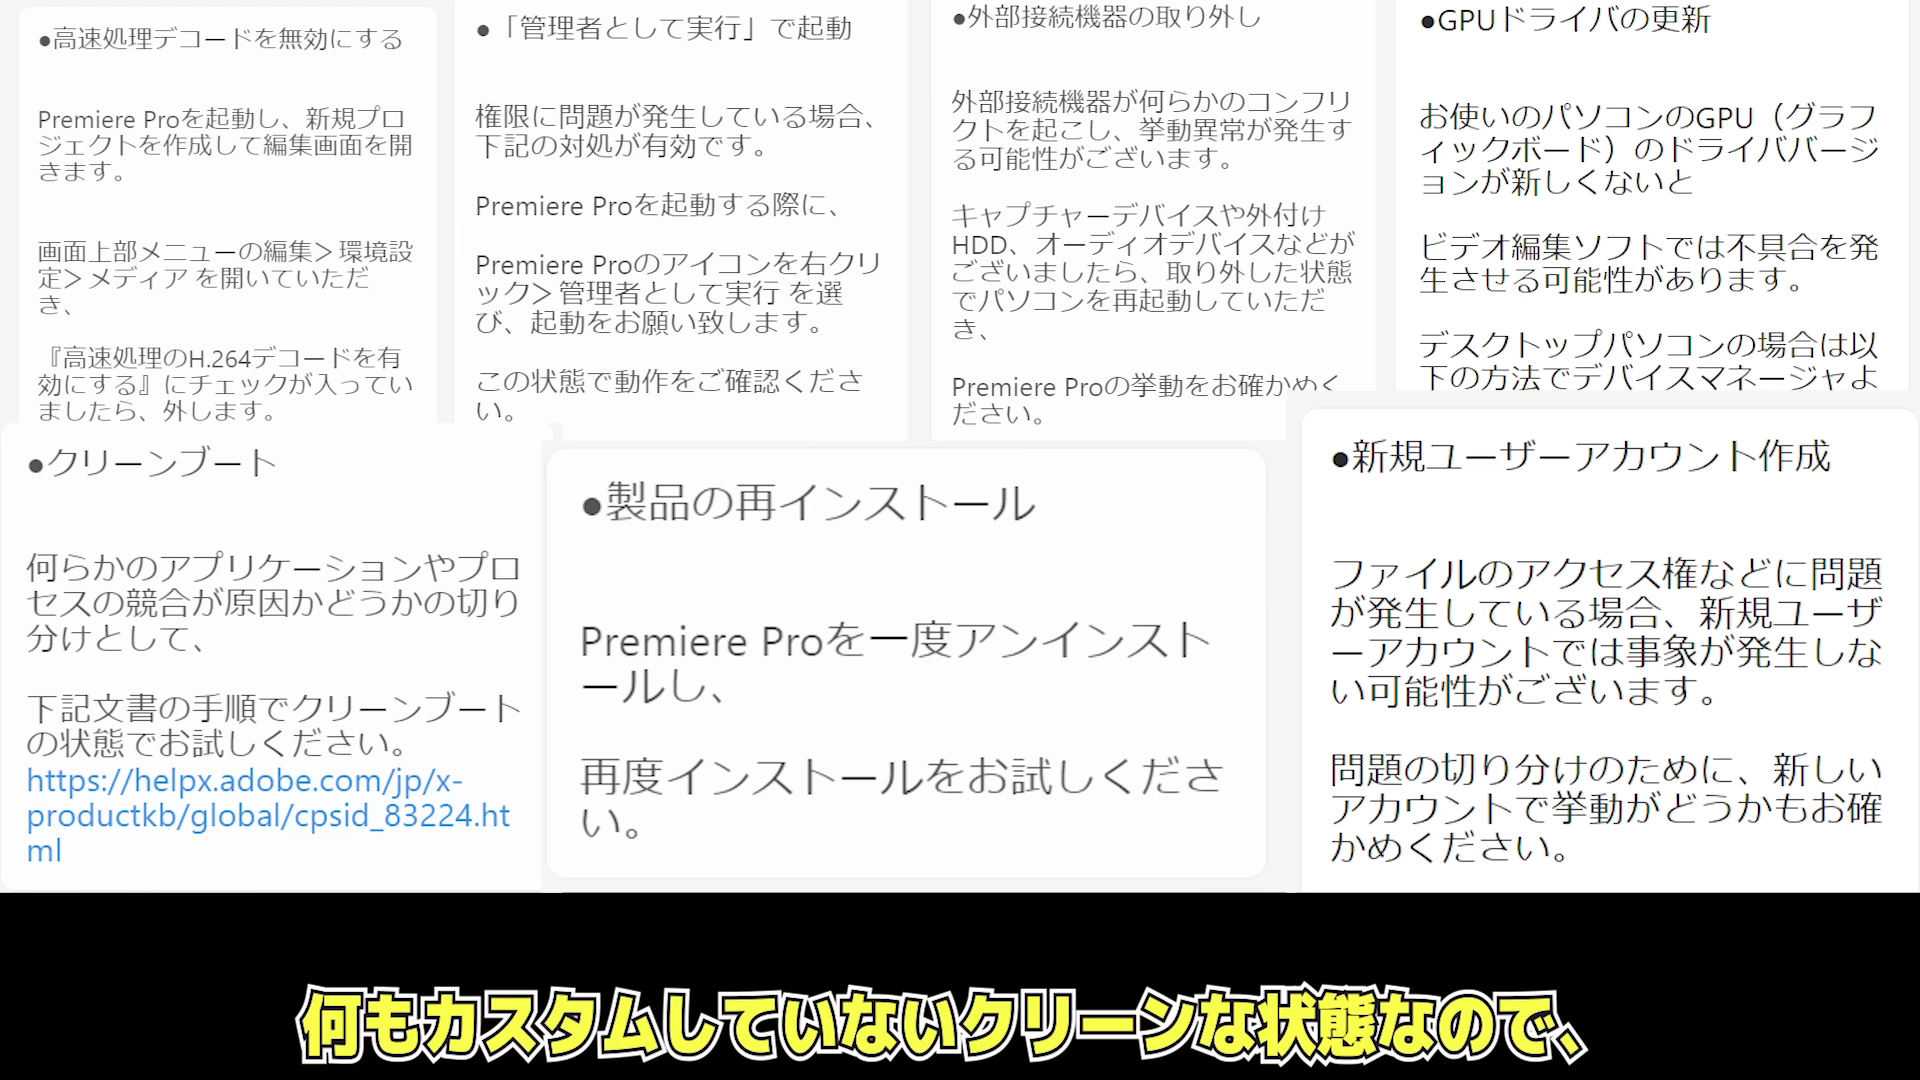 ●高速処理デコードを無効にする
Premiere Proを起動し、新規プロ
ジェクトを作成して編集画面を開
きます。
画面上部メニューの編集＞環境設
定＞メディア を開いていただ
き、
『高速処理のH.264デコードを有
効にする』にチェックが入ってい
ましたら、外します。
●「管理者として実行」で起動
権限に問題が発生している場合、
下記の対処が有効です。
Premiere Proを起動する際に、
Premiere Proのアイコンを右クリ
ック＞管理者として実行 を選
び、起動をお願い致します。
この状態で動作をご確認くださ
い。
●外部接続機器の取り外し
外部接続機器が何らかのコンフリ
クトを起こし、挙動異常が発生す
る可能性がございます。
キャプチャーデバイスや外付け
HDD、オーディオデバイスなどが
ございましたら、取り外した状態
でパソコンを再起動していただ
き、
Premiere Proの挙動をお確かめく
ださい。
●GPUドライバの更新
お使いのパソコンのGPU（グラフ
ィックボード）のドライババージ
ョンが新しくないと
ビデオ編集ソフトでは不具合を発
生させる可能性があります。
デスクトップパソコンの場合は以
下の方法でデバイスマネージャよ
●クリーンブート
何らかのアプリケーションやプロ
セスの競合が原因かどうかの切り
分けとして、
下記文書の手順でクリーンブート
の状態でお試しください。
https://helpx.adobe.com/jp/x-
productkb/global/cpsid_83224.ht
ml
●製品の再インストール
Premiere Proを一度アンインスト
ールし、
再度インストールをお試しくださ
い。
●新規ユーザーアカウント作成
ファイルのアクセス権などに問題
が発生している場合、新規ユーザ
ーアカウントでは事象が発生しな
い可能性がございます。
問題の切り分けのために、新しい
アカウントで挙動がどうかもお確
かめください。
何もカスタムしていないクリーンな状態なので、